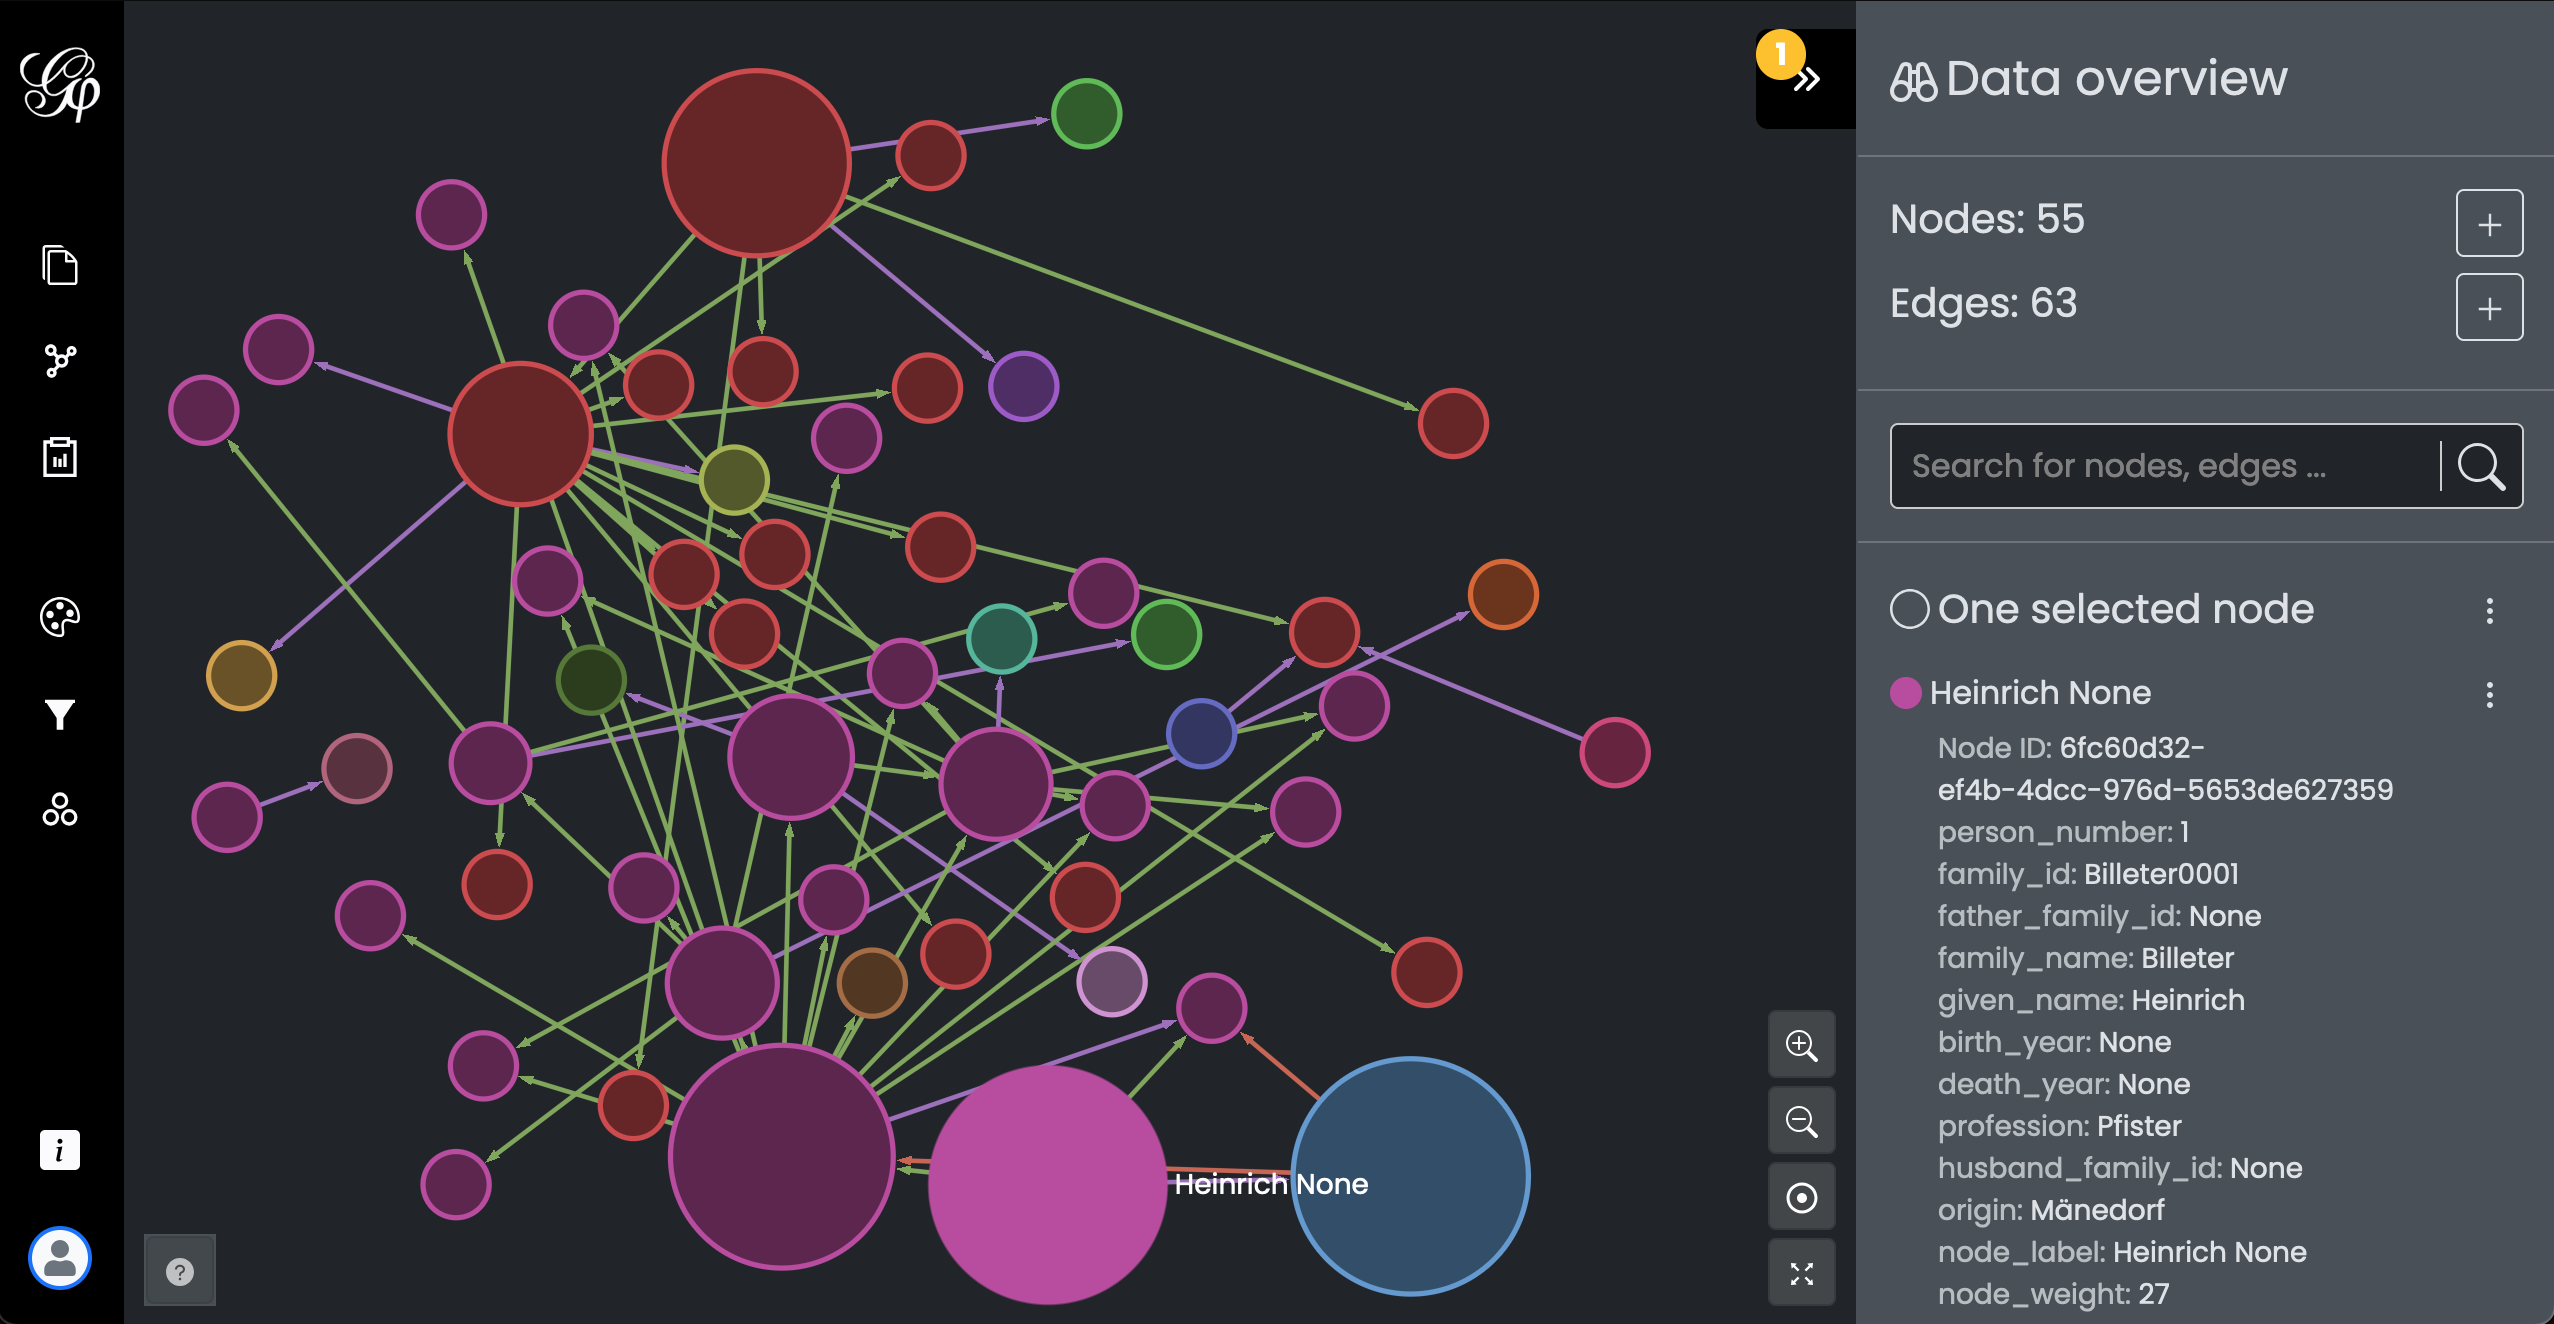 Gφ
1
Data overview
Nodes: 55
Edges: 63
Search for nodes, edges ...
One selected node
Heinrich None
Node ID: 6fc60d32-
ef4b-4dcc-976d-5653de627359
person_number: 1
family_id: Billeter0001
father_family_id: None
family_name: Billeter
given_name: Heinrich
birth_year: None
death_year: None
profession: Pfister
husband_family_id: None
origin: Mänedorf
node_label: Heinrich None
node_weight: 27
Heinrich None
i
?